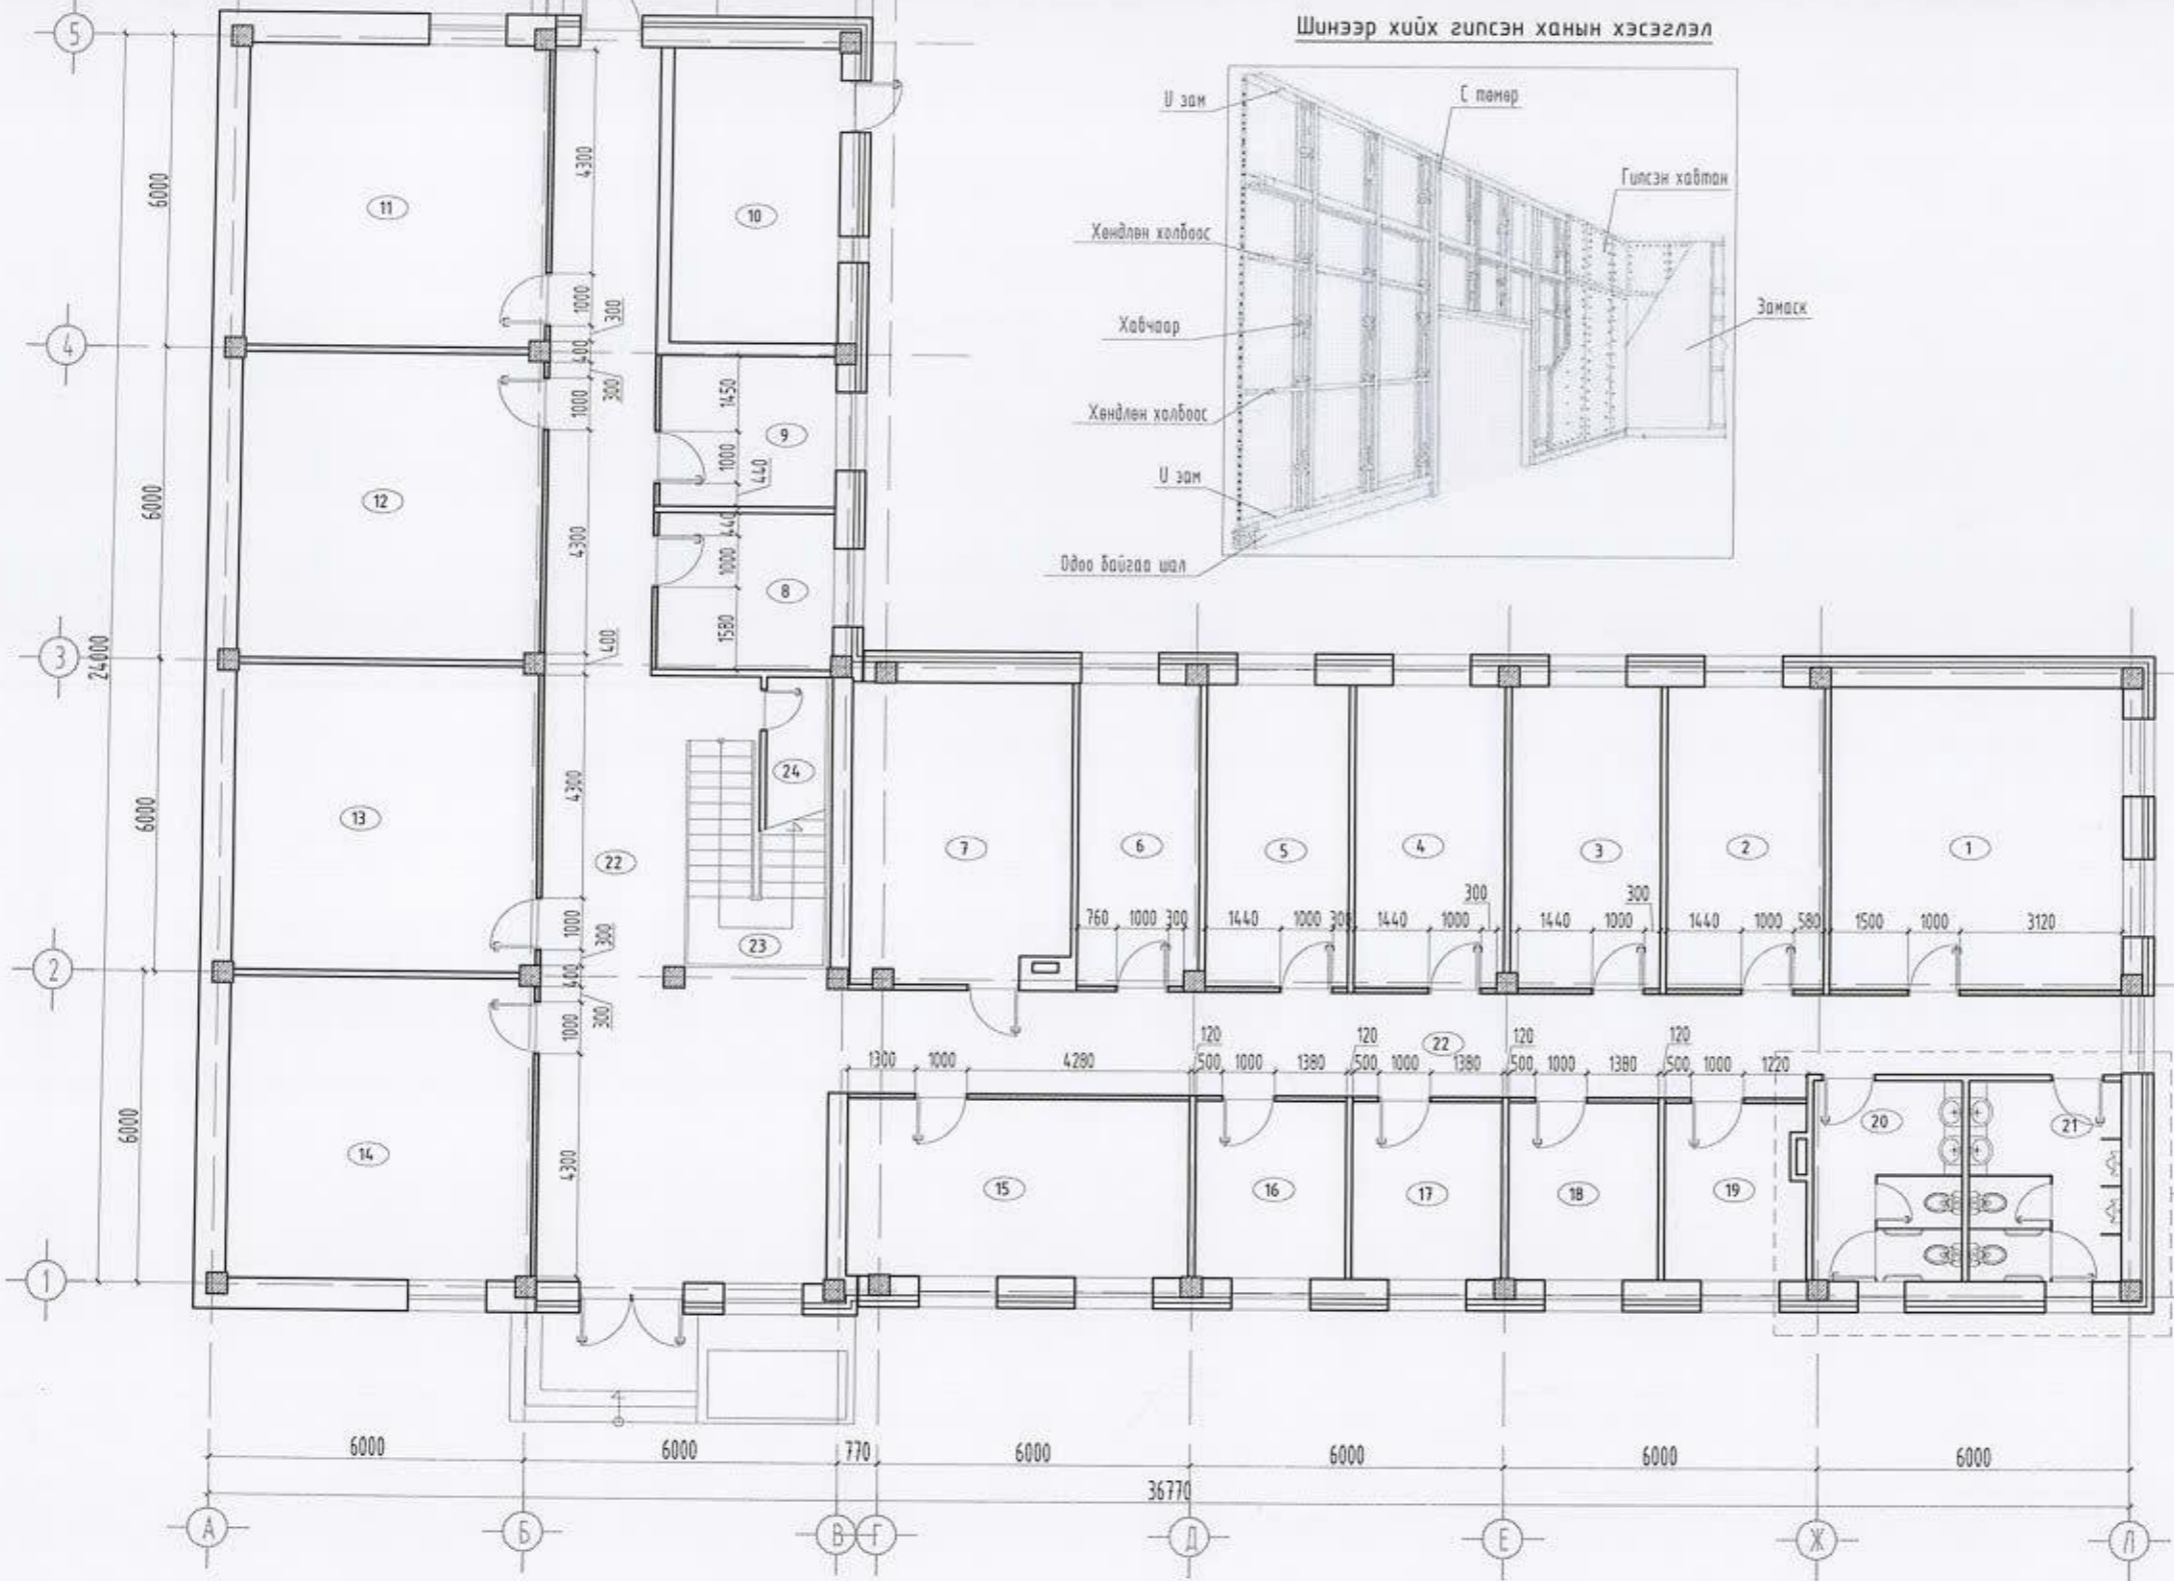 Шинээр хийх гипсэн ханын хэсэглэл
U зам
С төмөр
Гипсэн хавтан
Хөндлөн холбоос
Хавчаар
Замаск
Хөндлөн холбоос
U зам
Одоо байгаа шал
5
4
3
2
1
24000
6000
6000
6000
6000
11
10
12
9
8
13
14
4300
1000
300
400
300
1000
4300
400
4300
1000
300
400
300
1000
4300
1450
1000
440
440
1000
1580
24
22
23
7
6
5
4
3
2
1
760 1000 300
1440 1000 300
1440 1000 300
1440 1000 300
1440 1000 580
1500 1000 3120
22
1300 1000 4280
120
500 1000 1380
120
500 1000 1380
120
500 1000 1380
120
500 1000 1220
15
16
17
18
19
20
21
6000 6000 770 6000 6000 6000 6000
36770
А Б В Г Д Е Ж Л